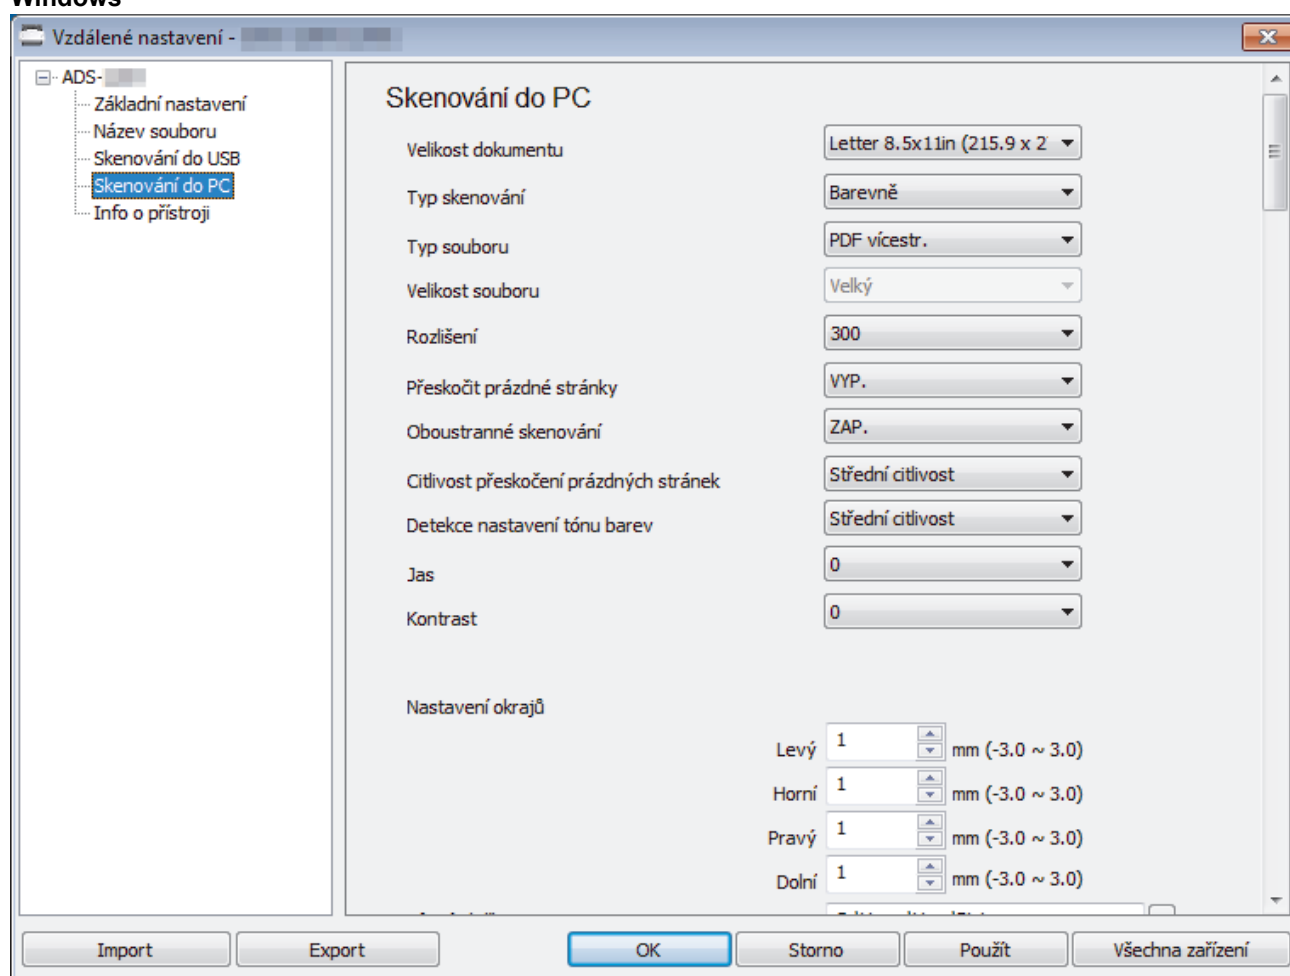 Windows
Vzdálené nastavení -
ADS-
Základní nastavení
Název souboru
Skenování do USB
Skenování do PC
Info o přístroji
Skenování do PC
Velikost dokumentu Letter 8.5x11in (215.9 x 2
Typ skenování Barevně
Typ souboru PDF vícestr.
Velikost souboru Velký
Rozlišení 300
Přeskočit prázdné stránky VYP.
Oboustranné skenování ZAP.
Citlivost přeskočení prázdných stránek Střední citlivost
Detekce nastavení tónu barev Střední citlivost
Jas 0
Kontrast 0
Nastavení okrajů
Levý 1 mm (-3.0 ~ 3.0)
Horní 1 mm (-3.0 ~ 3.0)
Pravý 1 mm (-3.0 ~ 3.0)
Dolní 1 mm (-3.0 ~ 3.0)
Import Export OK Storno Použít Všechna zařízení